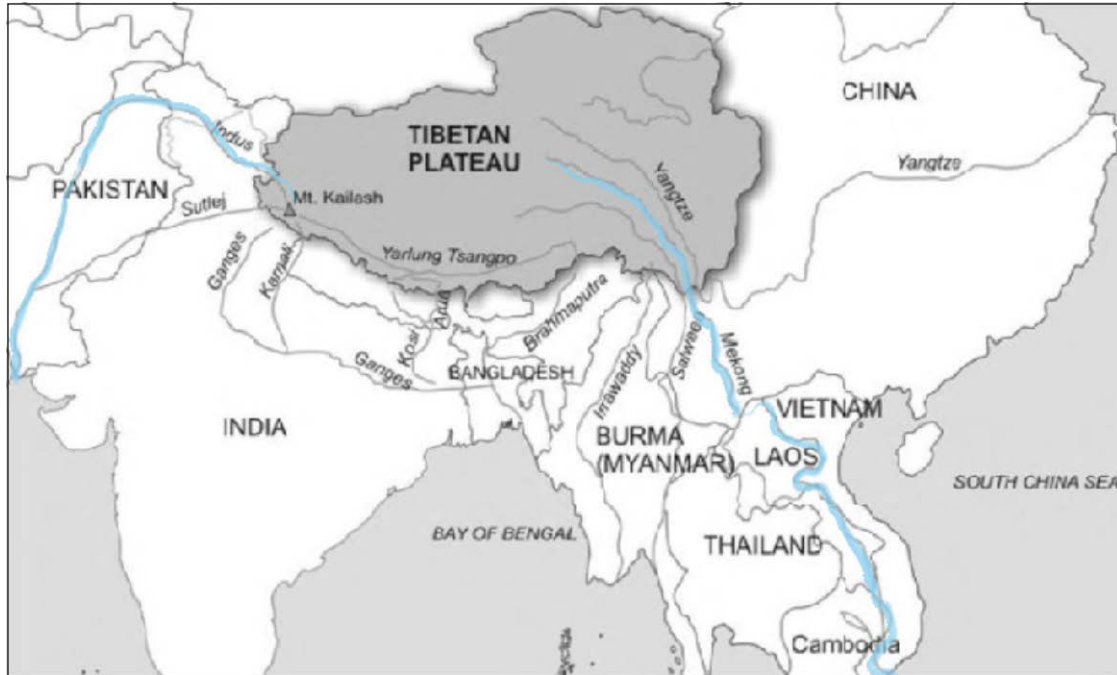 CHINA
Indus
TIBETAN
PLATEAU
Yangtze
Yangtze
PAKISTAN
Mt. Kailash
Sutlej
Ganges
Karnali
Yarlung Tsangpo
Arun
Kosi
Brahmaputra
Ganges
BANGLADESH
Irrawaddy
Salween
Mekong
INDIA
VIETNAM
BURMA
(MYANMAR)
LAOS
SOUTH CHINA SEA
BAY OF BENGAL
THAILAND
Cambodia